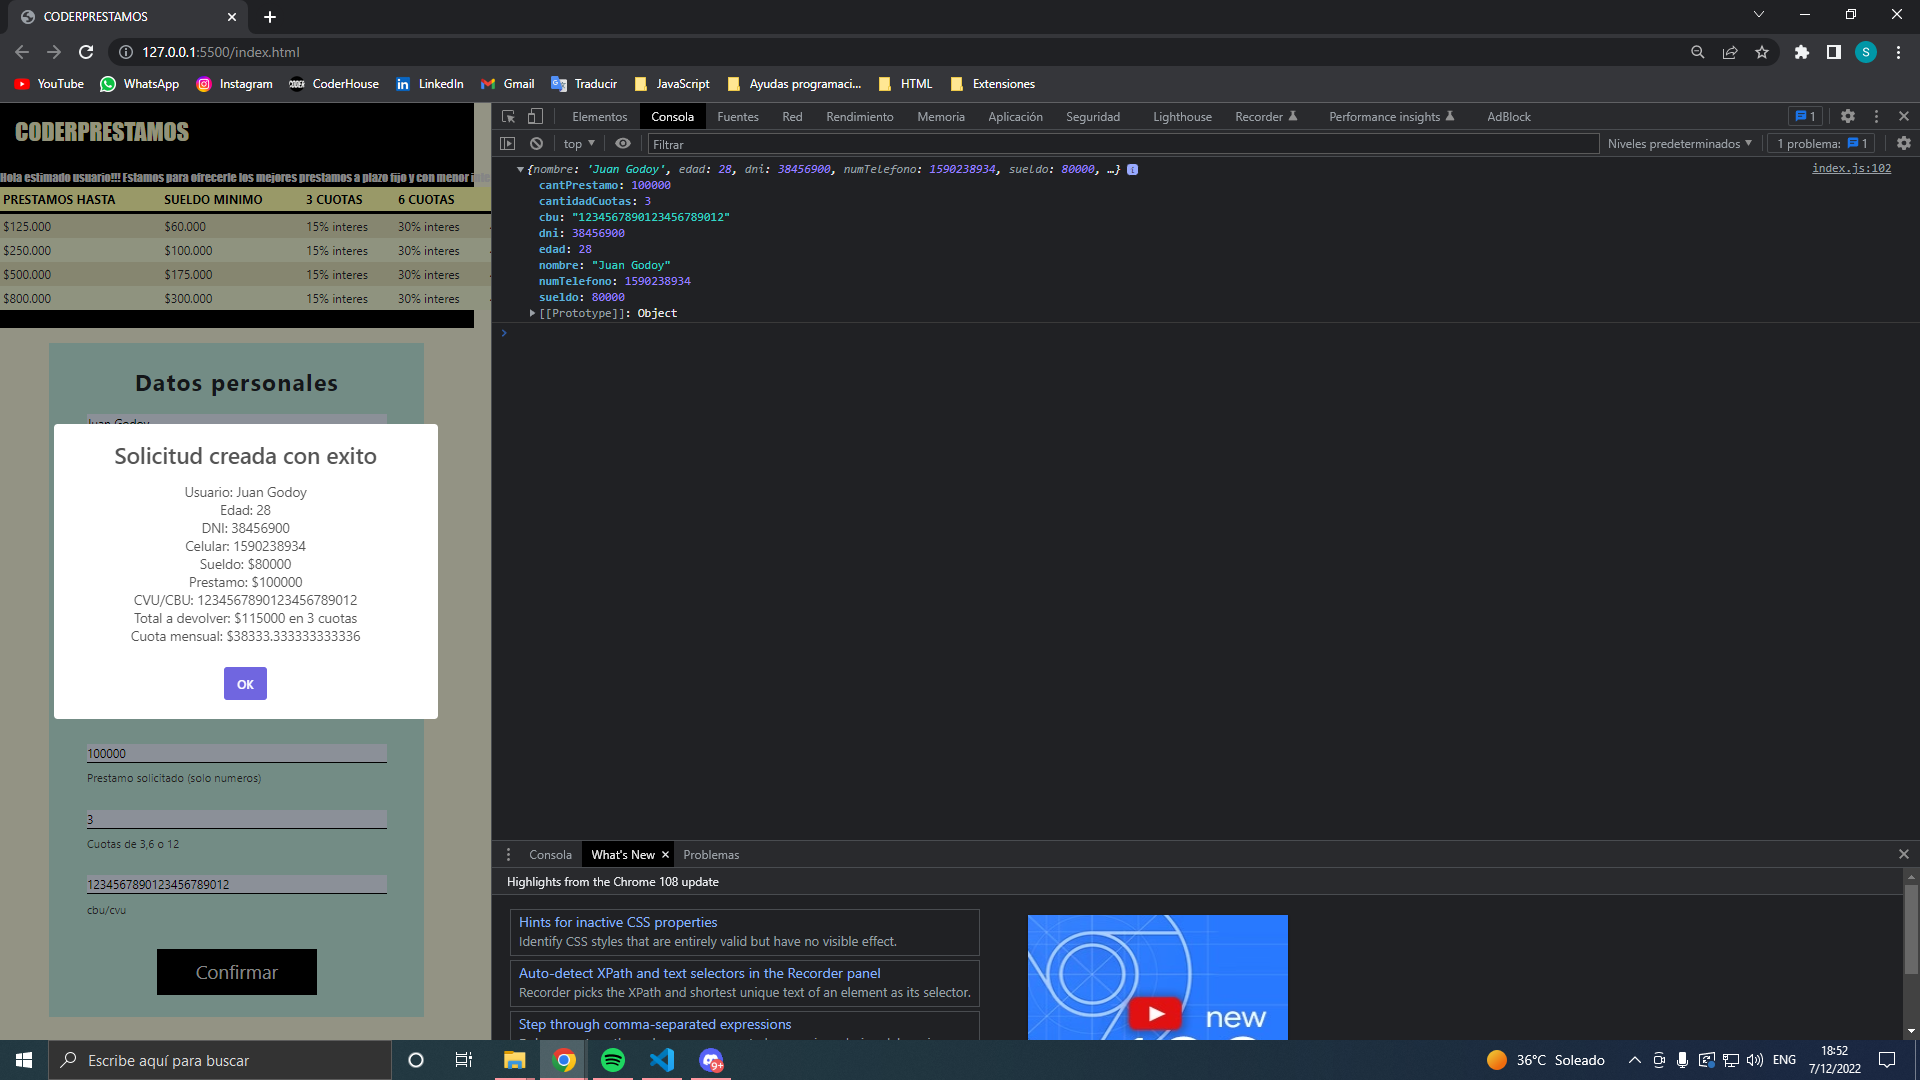 CODERPRESTAMOS
127.0.0.1:5500/index.html
S
YouTube WhatsApp Instagram CoderHouse LinkedIn Gmail Traducir JavaScript Ayudas programaci... HTML Extensiones
CODERPRESTAMOS
Hola estimado usuario!!! Estamos para ofrecerle los mejores prestamos a plazo fijo y con menor
PRESTAMOS HASTA SUELDO MINIMO 3 CUOTAS 6 CUOTAS
$125.000 $60.000 15% interes 30% interes
$250.000 $100.000 15% interes 30% interes
$500.000 $175.000 15% interes 30% interes
$800.000 $300.000 15% interes 30% interes
Datos personales
Juan Godoy
Solicitud creada con exito
Usuario: Juan Godoy
Edad: 28
DNI: 38456900
Celular: 1590238934
Sueldo: $80000
Prestamo: $100000
CVU/CBU: 1234567890123456789012
Total a devolver: $115000 en 3 cuotas
Cuota mensual: $38333.333333333336
OK
100000
Prestamo solicitado (solo numeros)
3
Cuotas de 3,6 o 12
1234567890123456789012
cbu/cvu
Confirmar
Elementos Consola Fuentes Red Rendimiento Memoria Aplicación Seguridad Lighthouse Recorder Performance insights AdBlock 1
top Filtrar Niveles predeterminados 1 problema: 1
{nombre: 'Juan Godoy', edad: 28, dni: 38456900, numTelefono: 1590238934, sueldo: 80000, …} i index.js:102
cantPrestamo: 100000
cantidadCuotas: 3
cbu: "1234567890123456789012"
dni: 38456900
edad: 28
nombre: "Juan Godoy"
numTelefono: 1590238934
sueldo: 80000
[[Prototype]]: Object
Consola What's New Problemas
Highlights from the Chrome 108 update
Hints for inactive CSS properties
Identify CSS styles that are entirely valid but have no visible effect.
Auto-detect XPath and text selectors in the Recorder panel
Recorder picks the XPath and shortest unique text of an element as its selector.
Step through comma-separated expressions
new
Escribe aquí para buscar
9+
36°C Soleado
ENG
18:52
7/12/2022